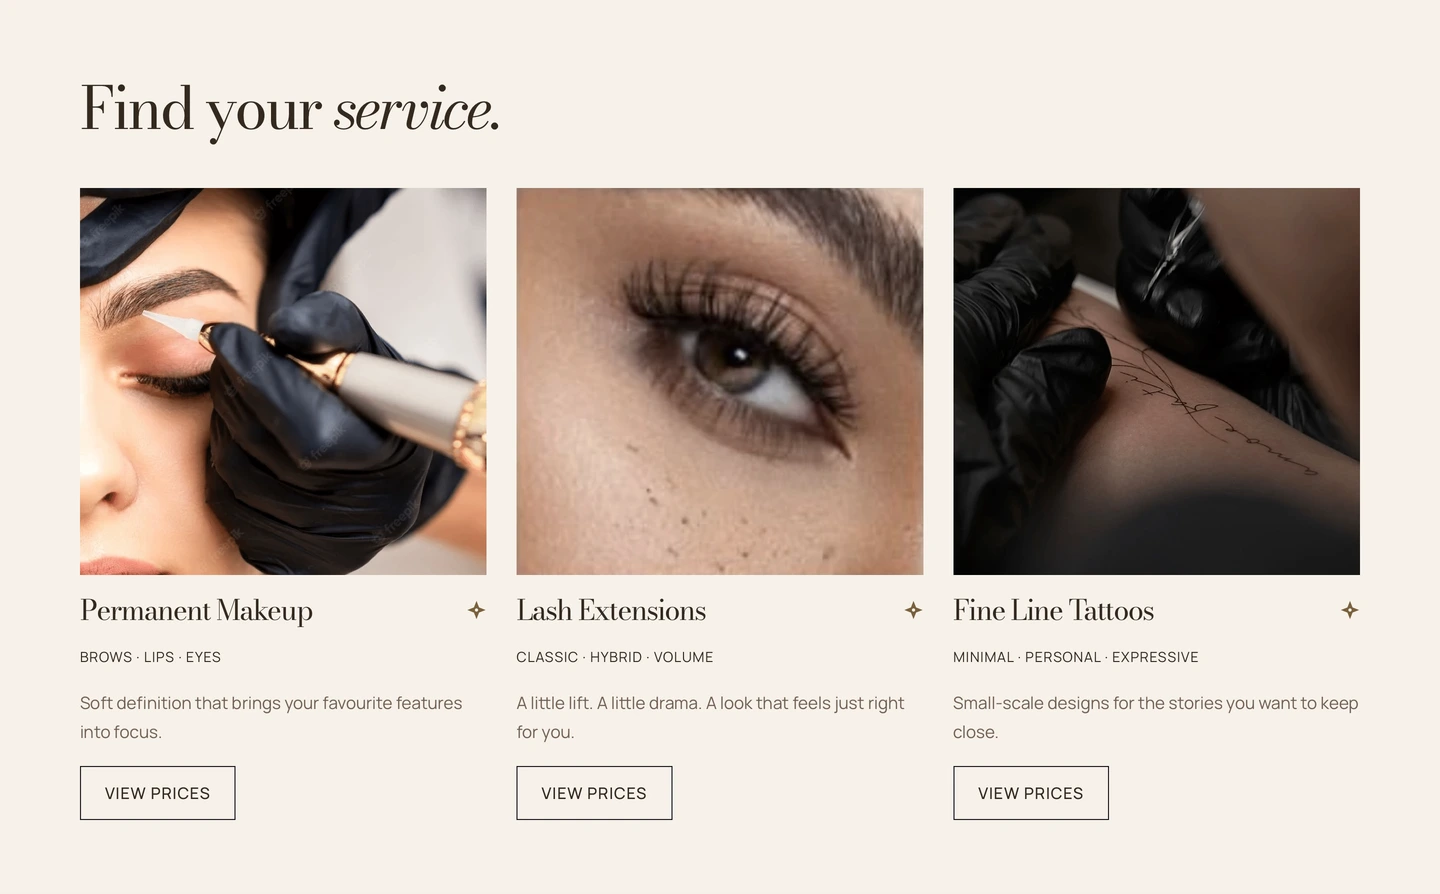 Find your service.
Permanent Makeup
BROWS · LIPS · EYES
Soft definition that brings your favourite features
into focus.
VIEW PRICES
Lash Extensions
CLASSIC · HYBRID · VOLUME
A little lift. A little drama. A look that feels just right
for you.
VIEW PRICES
Fine Line Tattoos
MINIMAL · PERSONAL · EXPRESSIVE
Small-scale designs for the stories you want to keep
close.
VIEW PRICES